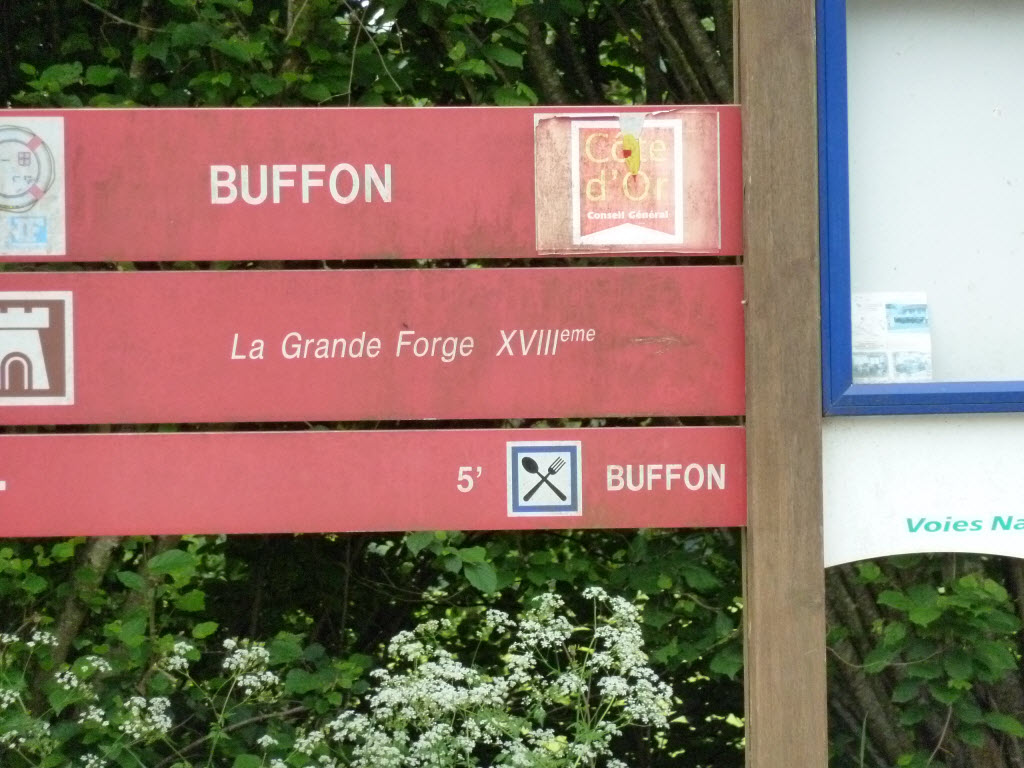 BUFFON
Côte
d'Or
Conseil Général
La Grande Forge XVIIIeme
5' BUFFON
Voies Na